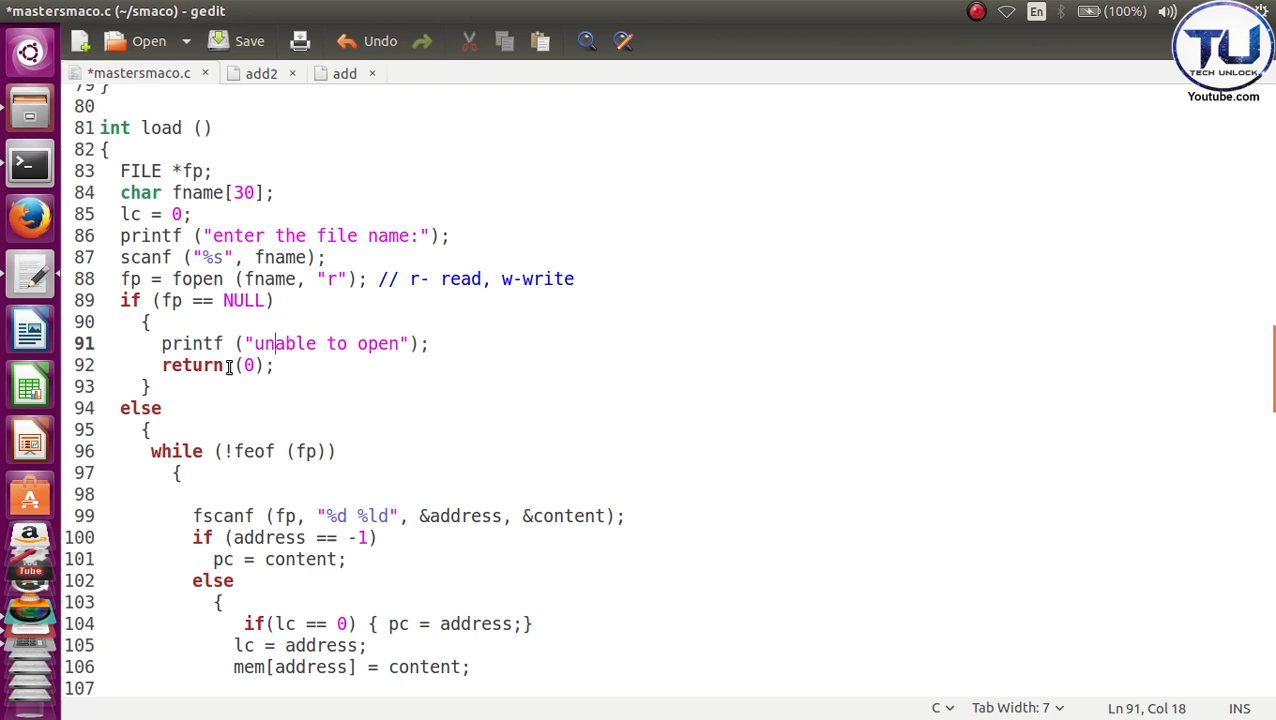 *mastersmaco.c (~/smaco) - gedit
En
(100%)
Open
Save
Undo
TU
TECH UNLOCK
Youtube.com
*mastersmaco.c ×
add2 ×
add ×
79 }
80
81 int load ()
82 {
83 FILE *fp;
84 char fname[30];
85 lc = 0;
86 printf ("enter the file name:");
87 scanf ("%s", fname);
88 fp = fopen (fname, "r"); // r- read, w-write
89 if (fp == NULL)
90 {
91 printf ("unable to open");
92 return (0);
93 }
94 else
95 {
96 while (!feof (fp))
97 {
98
99 fscanf (fp, "%d %ld", &address, &content);
100 if (address == -1)
101 pc = content;
102 else
103 {
104 if(lc == 0) { pc = address;}
105 lc = address;
106 mem[address] = content;
107
C
Tab Width: 7
Ln 91, Col 18
INS